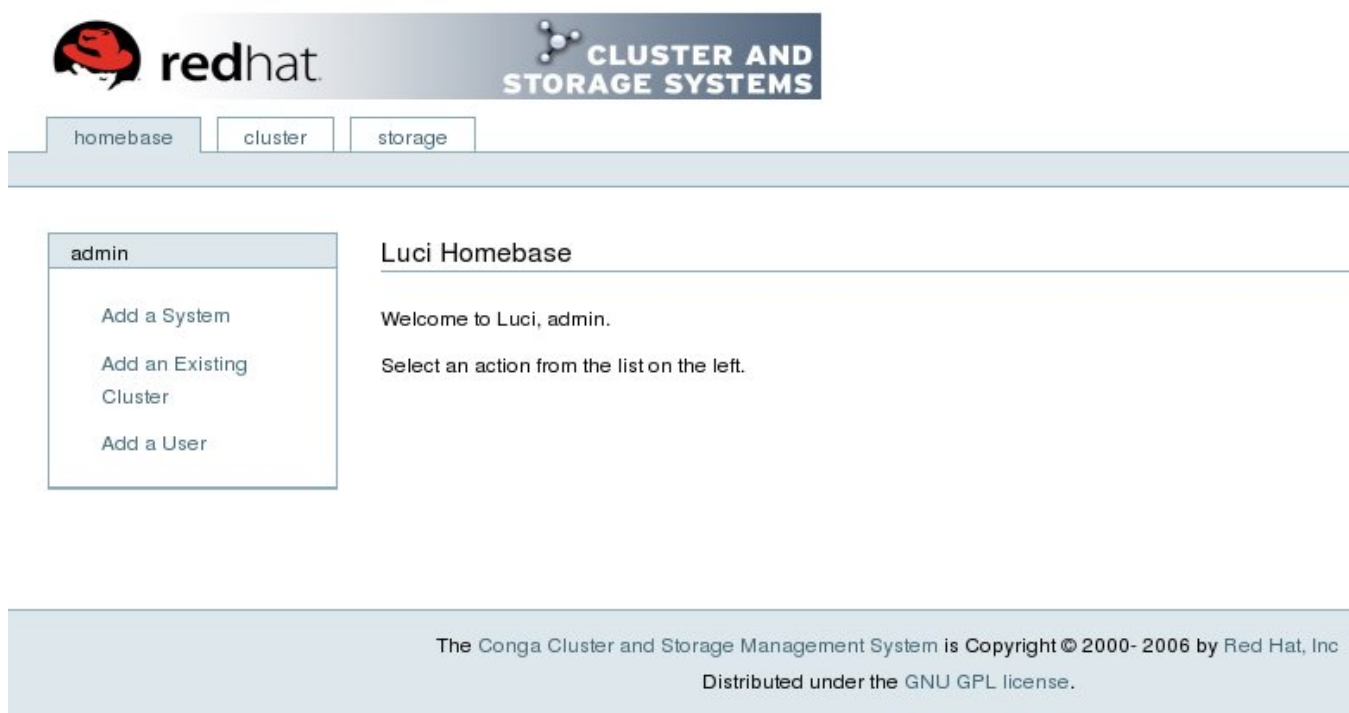 redhat.
CLUSTER AND
STORAGE SYSTEMS
homebase
cluster
storage
admin
Add a System
Add an Existing
Cluster
Add a User
Luci Homebase
Welcome to Luci, admin.
Select an action from the list on the left.
The Conga Cluster and Storage Management System is Copyright © 2000- 2006 by Red Hat, Inc
Distributed under the GNU GPL license.